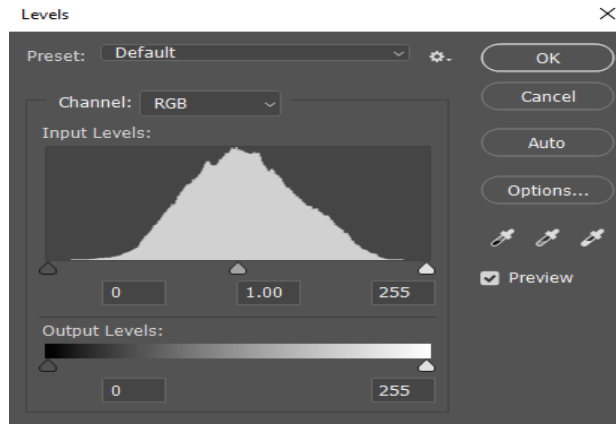 Levels
Preset: Default
OK
Channel: RGB
Cancel
Input Levels:
Auto
Options...
0 1.00 255
Preview
Output Levels:
0 255